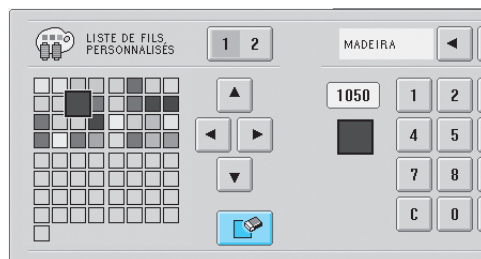 LISTE DE FILS,
PERSONNALISÉS
1 2
MADEIRA
1050
1 2
4 5
7 8
C 0